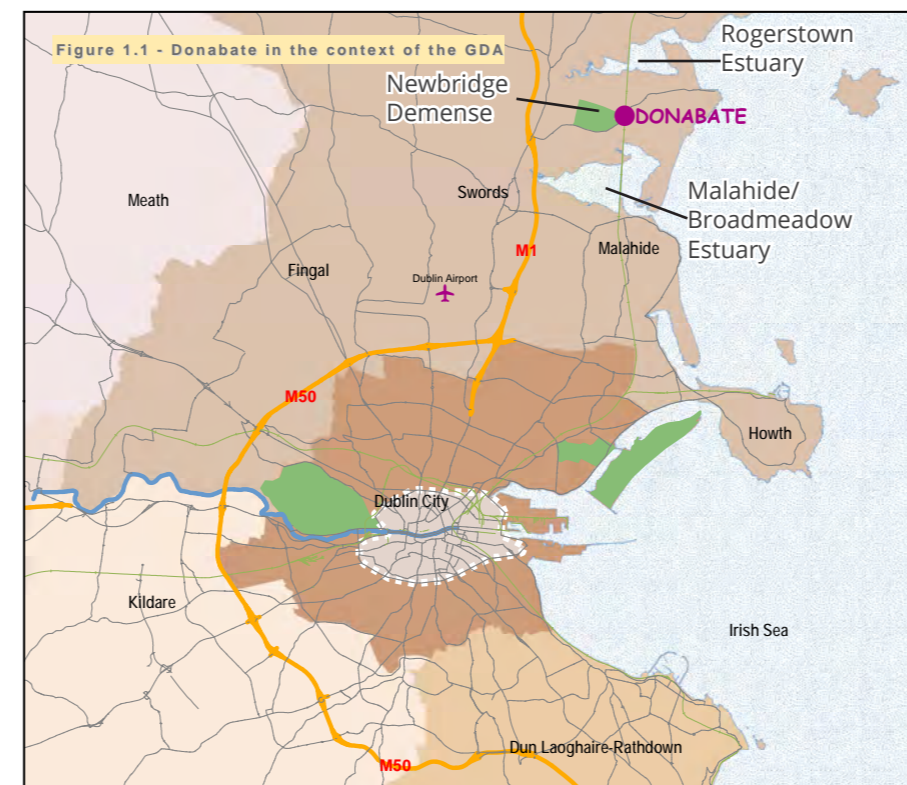 Figure 1.1 - Donabate in the context of the GDA
Rogerstown
Estuary
Newbridge
Demense
DONABATE
Meath
Swords
Malahide/
Broadmeadow
Estuary
M1
Malahide
Fingal
Dublin Airport
M50
Howth
Dublin City
Kildare
Irish Sea
Dun Laoghaire-Rathdown
M50